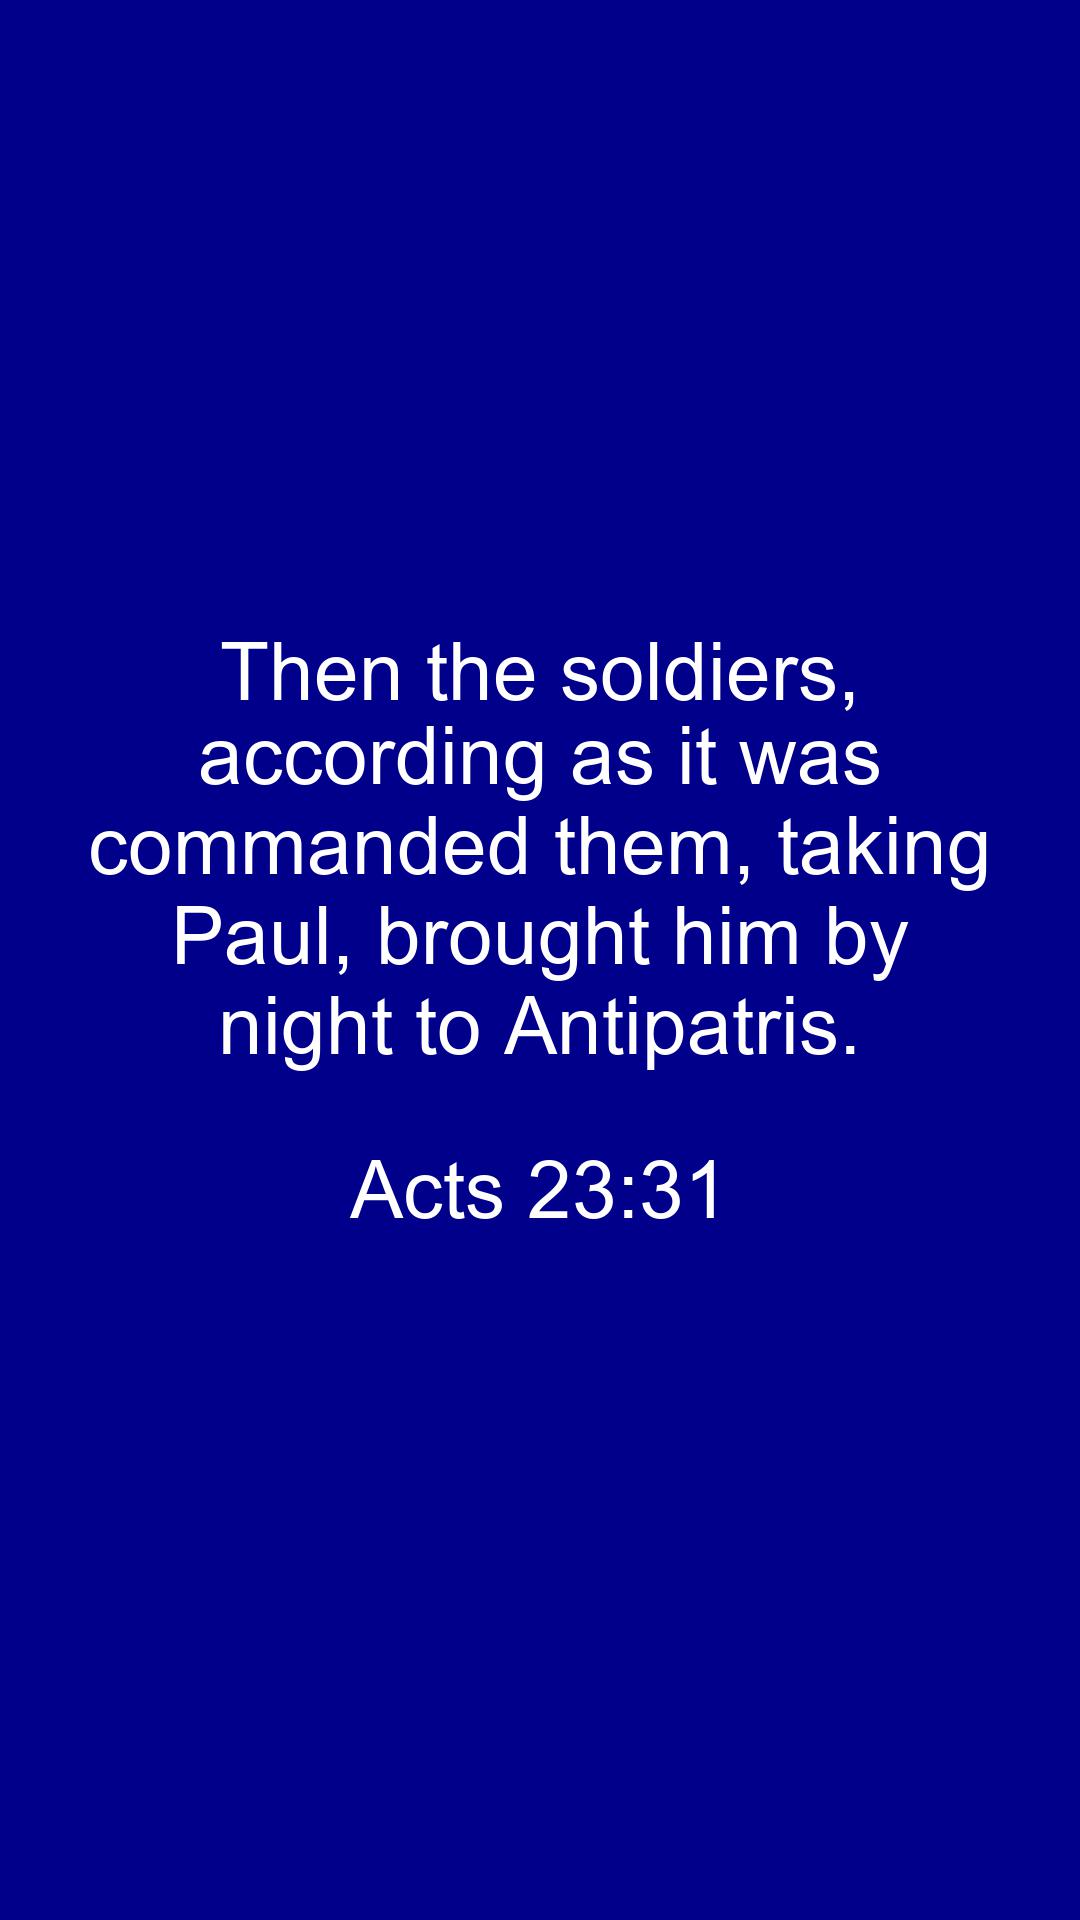 Then the soldiers,
according as it was
commanded them, taking
Paul, brought him by
night to Antipatris.
Acts 23:31